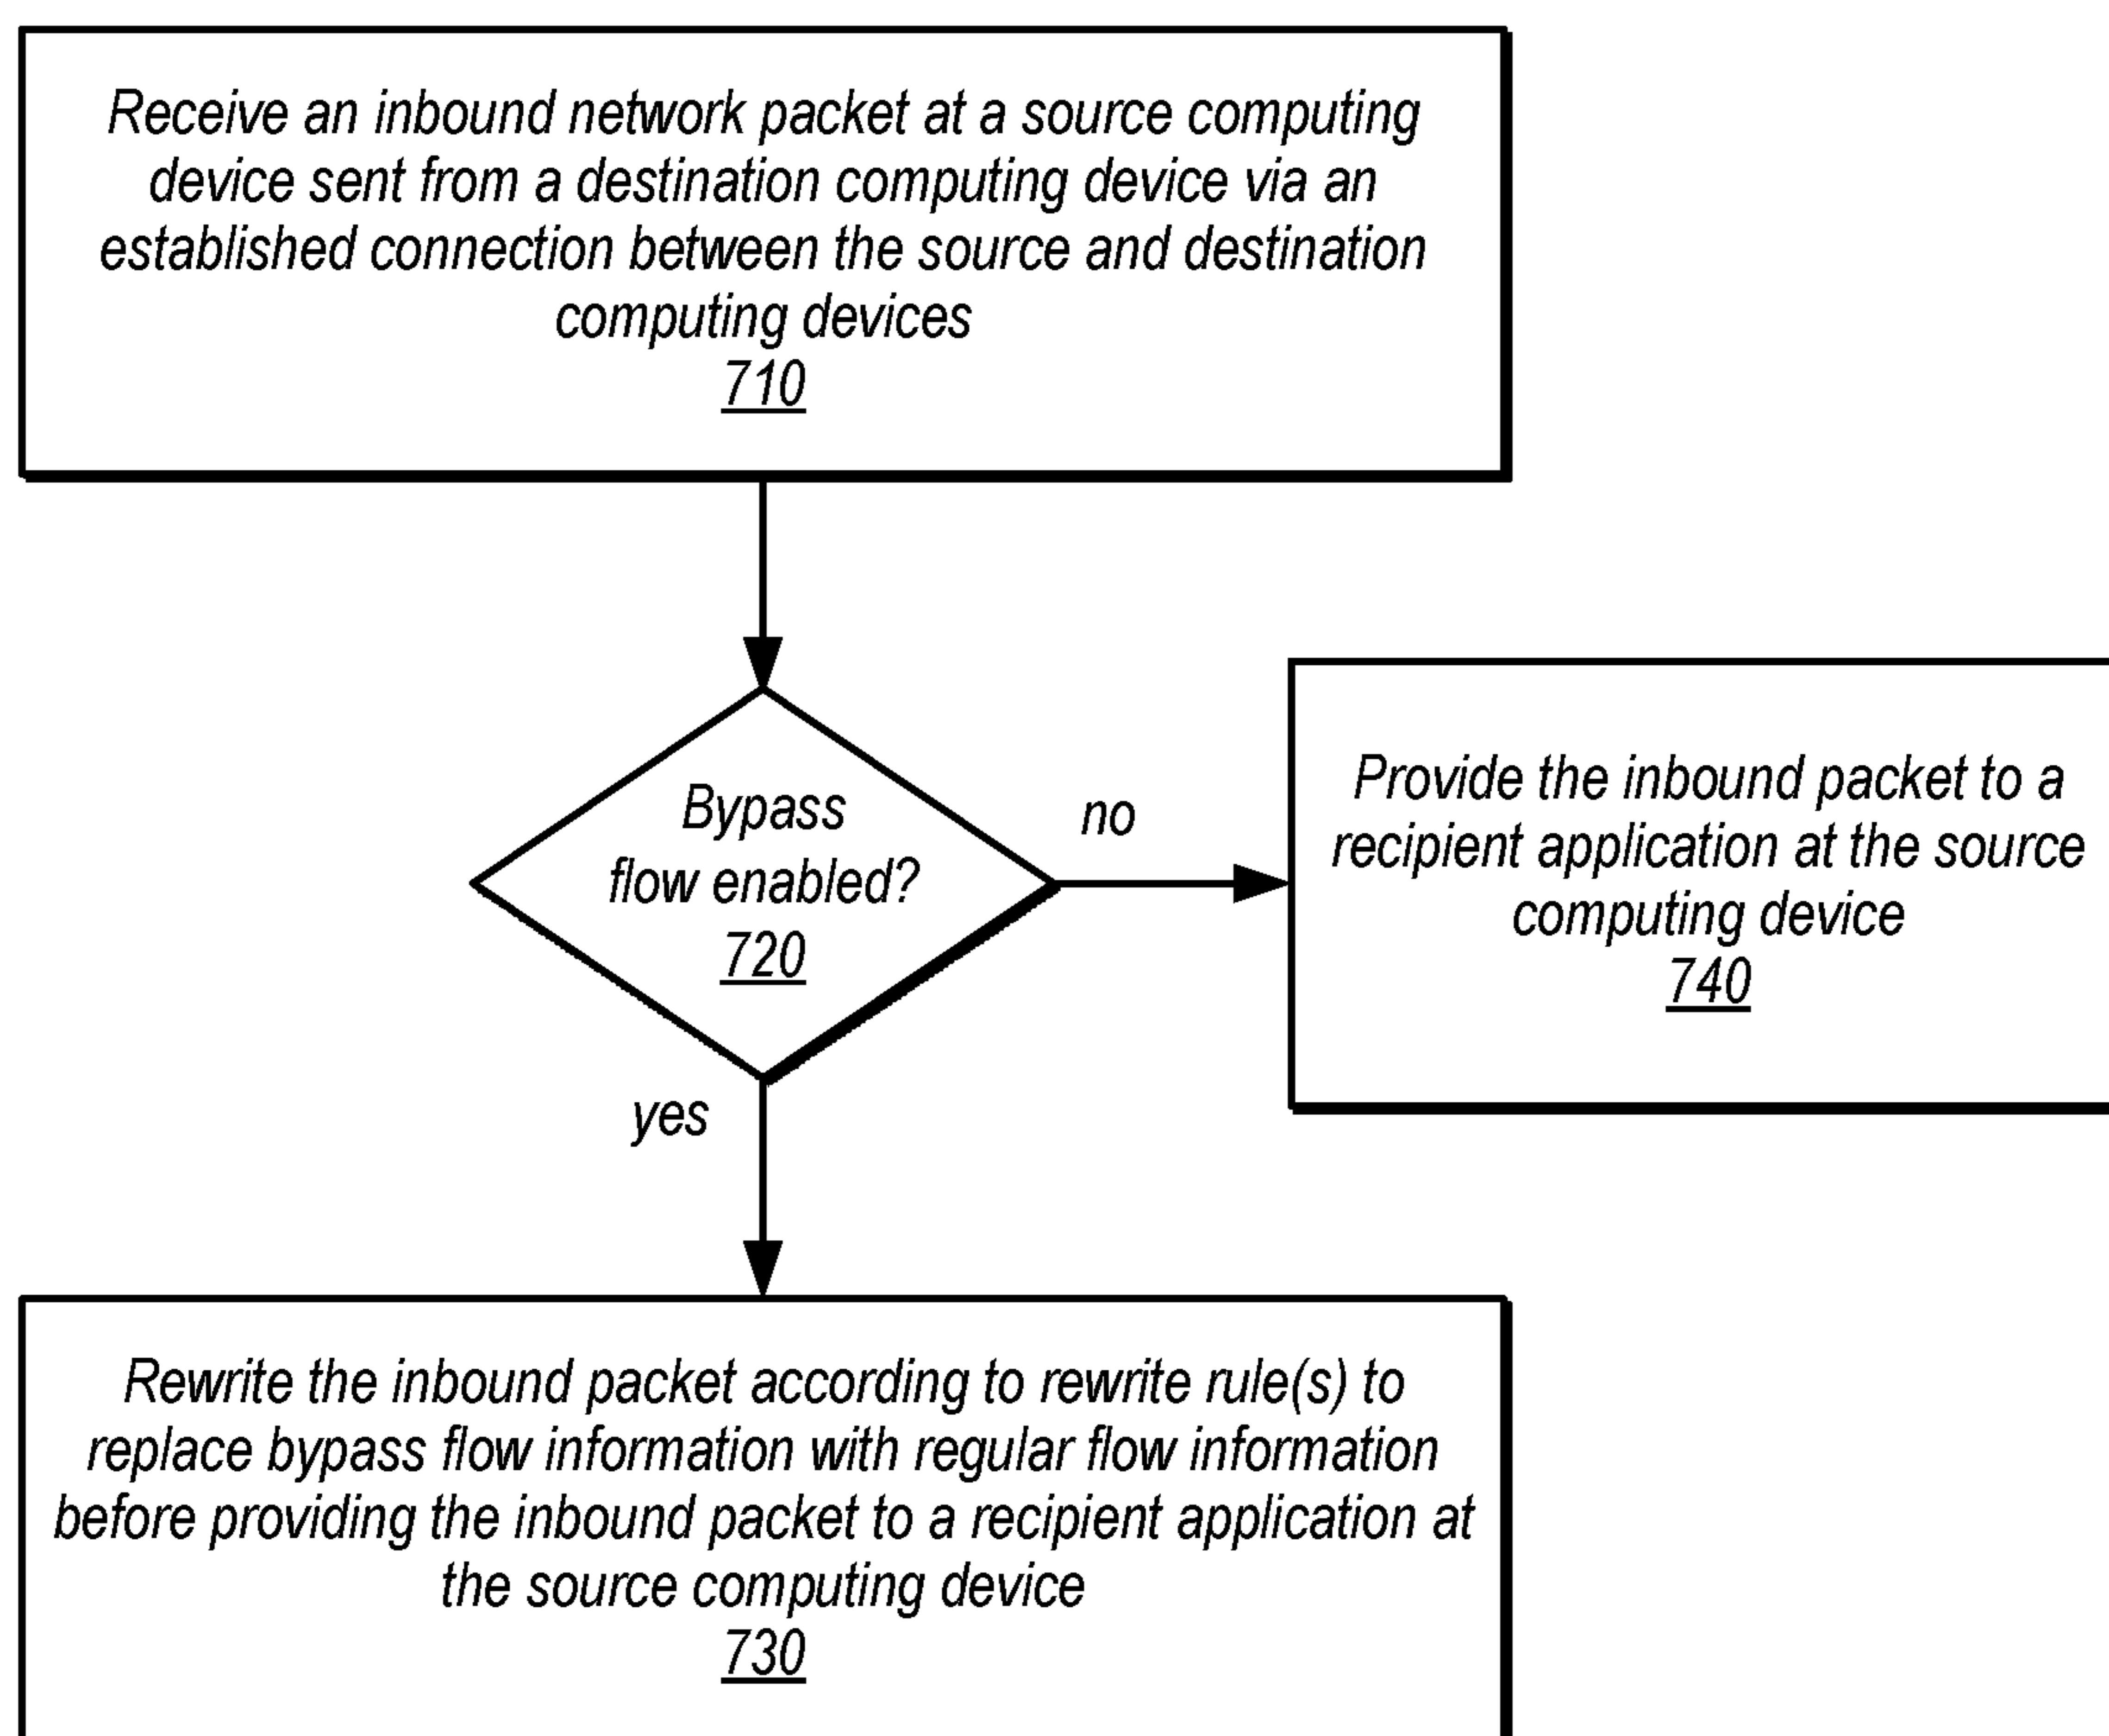 Receive an inbound network packet at a source computing
device sent from a destination computing device via an
established connection between the source and destination
computing devices
710
Bypass
flow enabled?
720
no
Provide the inbound packet to a
recipient application at the source
computing device
740
yes
Rewrite the inbound packet according to rewrite rule(s) to
replace bypass flow information with regular flow information
before providing the inbound packet to a recipient application at
the source computing device
730